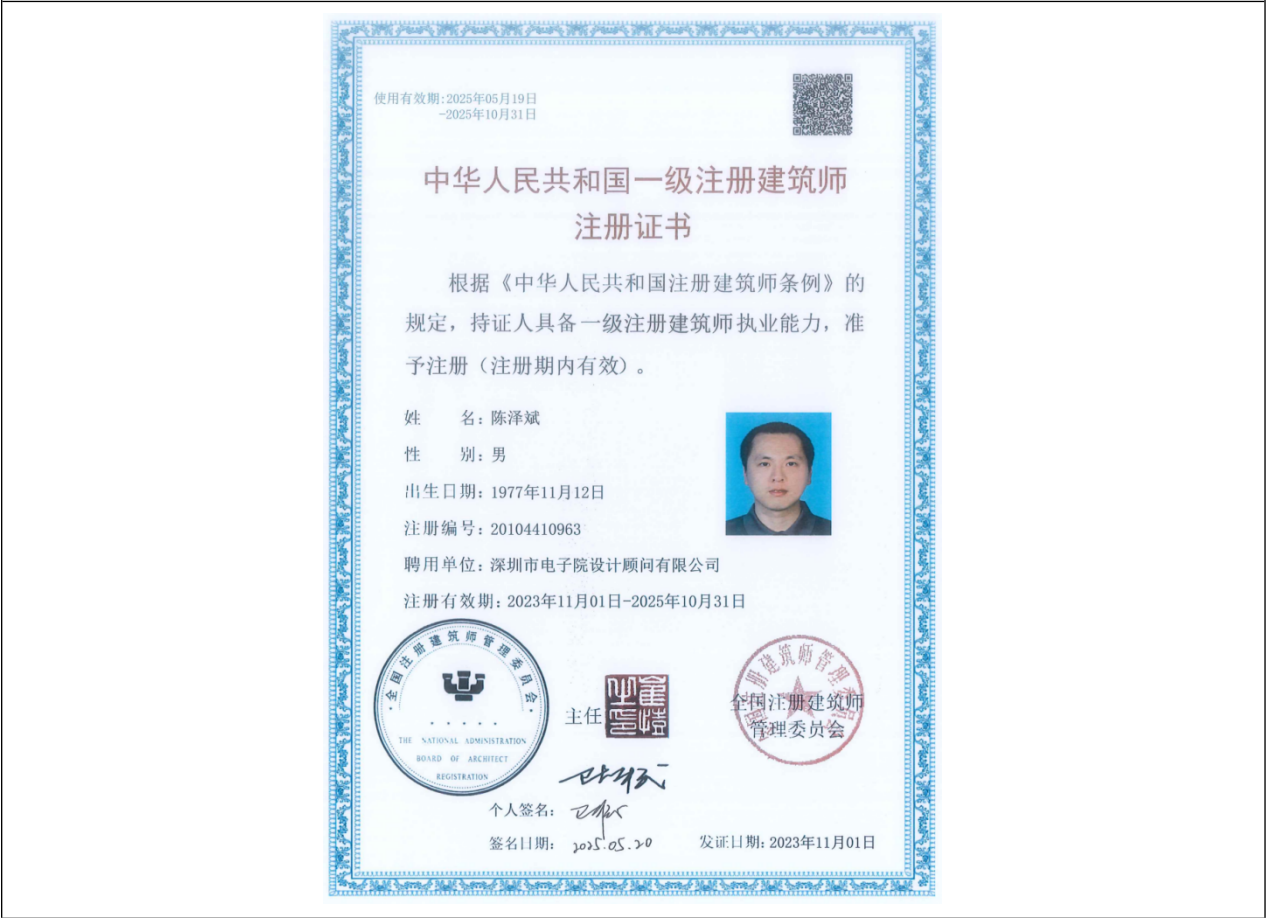 使用有效期:2025年05月19日
-2025年10月31日
中华人民共和国一级注册建筑师
注册证书
根据《中华人民共和国注册建筑师条例》的
规定，持证人具备一级注册建筑师执业能力，准
予注册（注册期内有效）。
姓 名：陈泽斌
性 别：男
出生日期：1977年11月12日
注册编号：20104410963
聘用单位：深圳市电子院设计顾问有限公司
注册有效期：2023年11月01日-2025年10月31日
·全国注册建筑师管理委员会·
THE NATIONAL ADMINISTRATION
BOARD OF ARCHITECT
REGISTRATION
主任
全国注册建筑师
管理委员会
个人签名：
签名日期：2025.05.20
发证日期：2023年11月01日